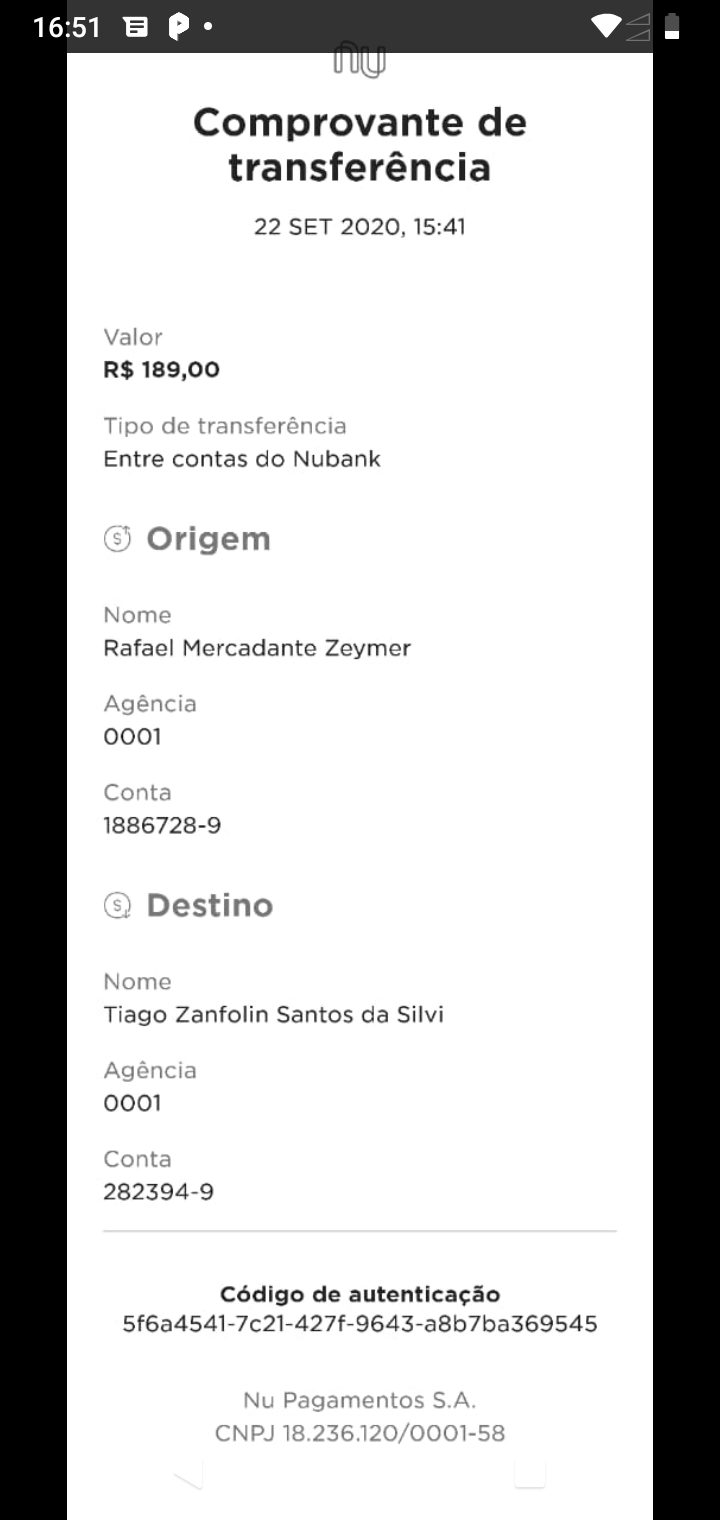 16:51
nu
Comprovante de
transferência
22 SET 2020, 15:41
Valor
R$ 189,00
Tipo de transferência
Entre contas do Nubank
Origem
Nome
Rafael Mercadante Zeymer
Agência
0001
Conta
1886728-9
Destino
Nome
Tiago Zanfolin Santos da Silvi
Agência
0001
Conta
282394-9
Código de autenticação
5f6a4541-7c21-427f-9643-a8b7ba369545
Nu Pagamentos S.A.
CNPJ 18.236.120/0001-58